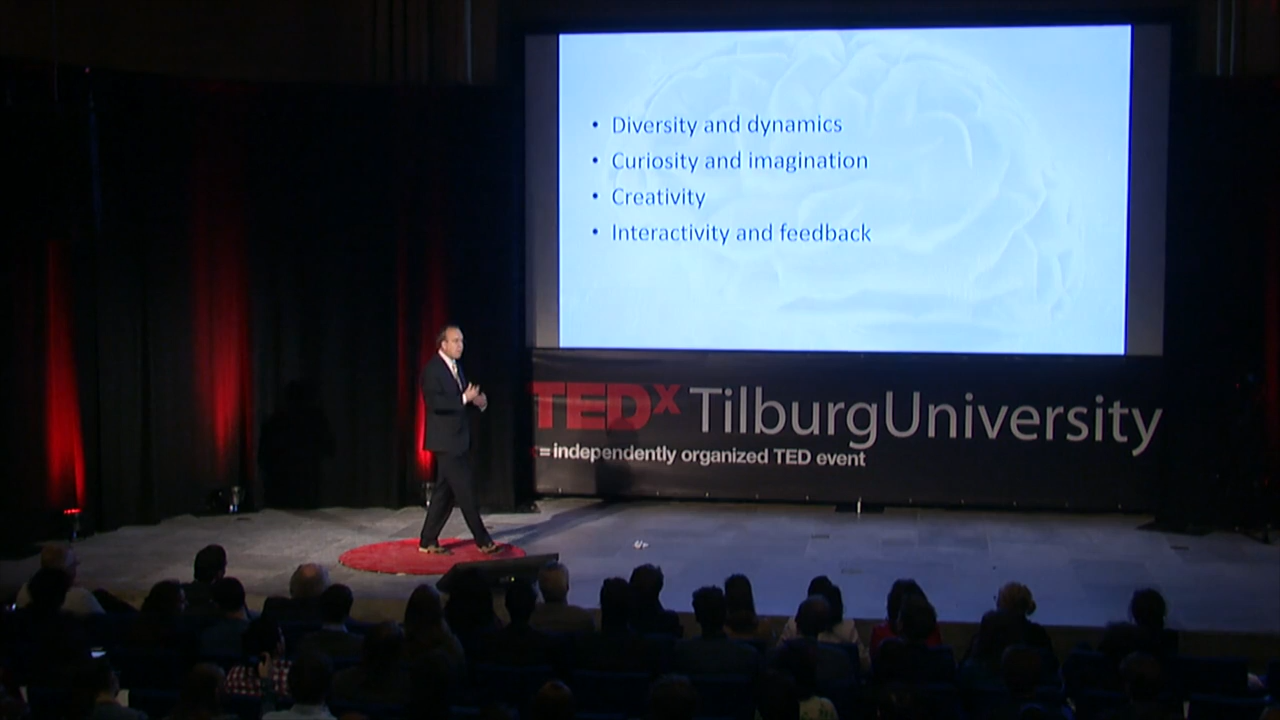 • Diversity and dynamics
• Curiosity and imagination
• Creativity
• Interactivity and feedback
TEDx TilburgUniversity
x = independently organized TED event